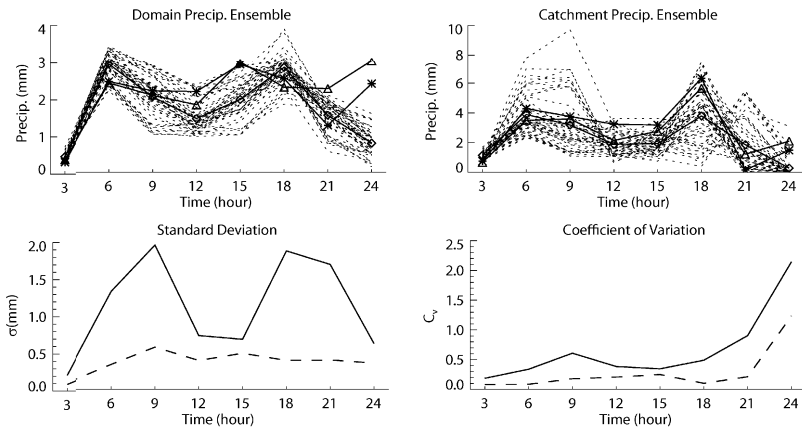 Domain Precip. Ensemble
Precip. (mm)
4
3
2
1
0
3 6 9 12 15 18 21 24
Time (hour)
Catchment Precip. Ensemble
Precip. (mm)
10
8
6
4
2
0
3 6 9 12 15 18 21 24
Time (hour)
Standard Deviation
σ(mm)
2.0
1.5
1.0
0.5
0.0
3 6 9 12 15 18 21 24
Time (hour)
Coefficient of Variation
Cv
2.5
2.0
1.5
1.0
0.5
0.0
3 6 9 12 15 18 21 24
Time (hour)